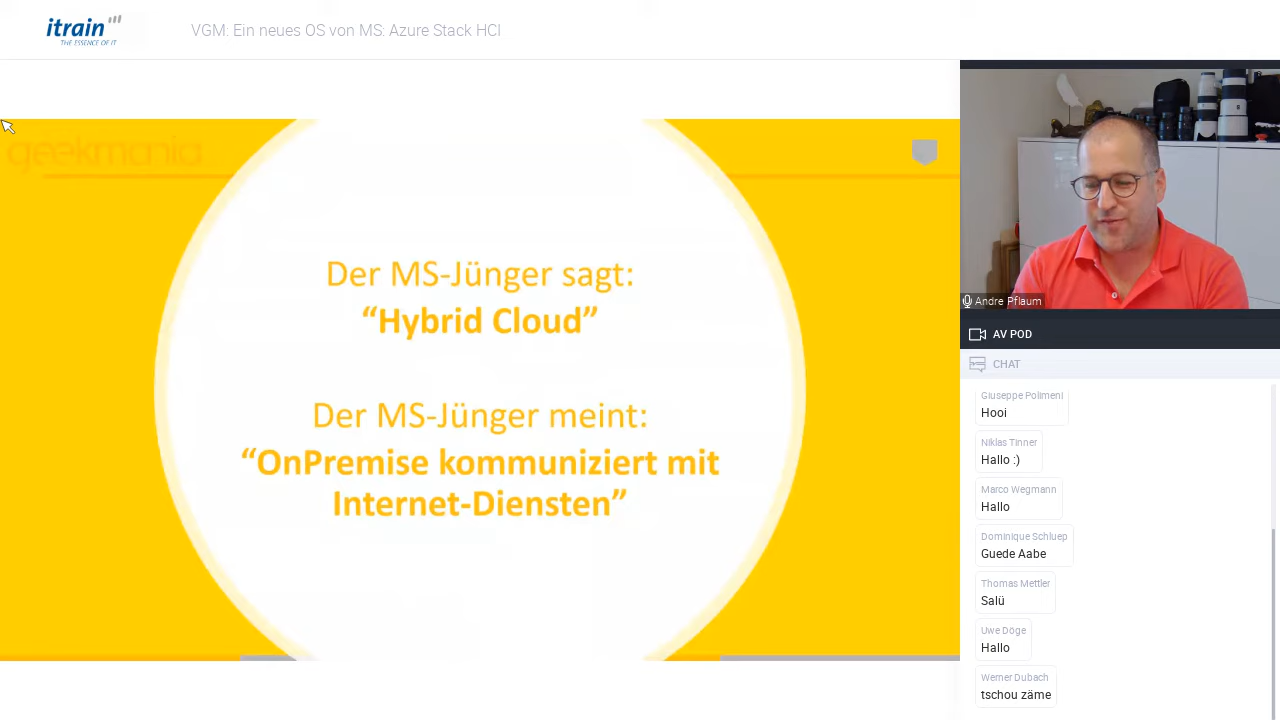 itrain
THE ESSENCE OF IT
VGM: Ein neues OS von MS: Azure Stack HCI
geekmania
Der MS-Jünger sagt:
“Hybrid Cloud”
Der MS-Jünger meint:
“OnPremise kommuniziert mit
Internet-Diensten”
Andre Pflaum
AV POD
CHAT
Giuseppe Polimeni
Hooi
Niklas Tinner
Hallo :)
Marco Wegmann
Hallo
Dominique Schluep
Guede Aabe
Thomas Mettler
Salü
Uwe Döge
Hallo
Werner Dubach
tschou zäme